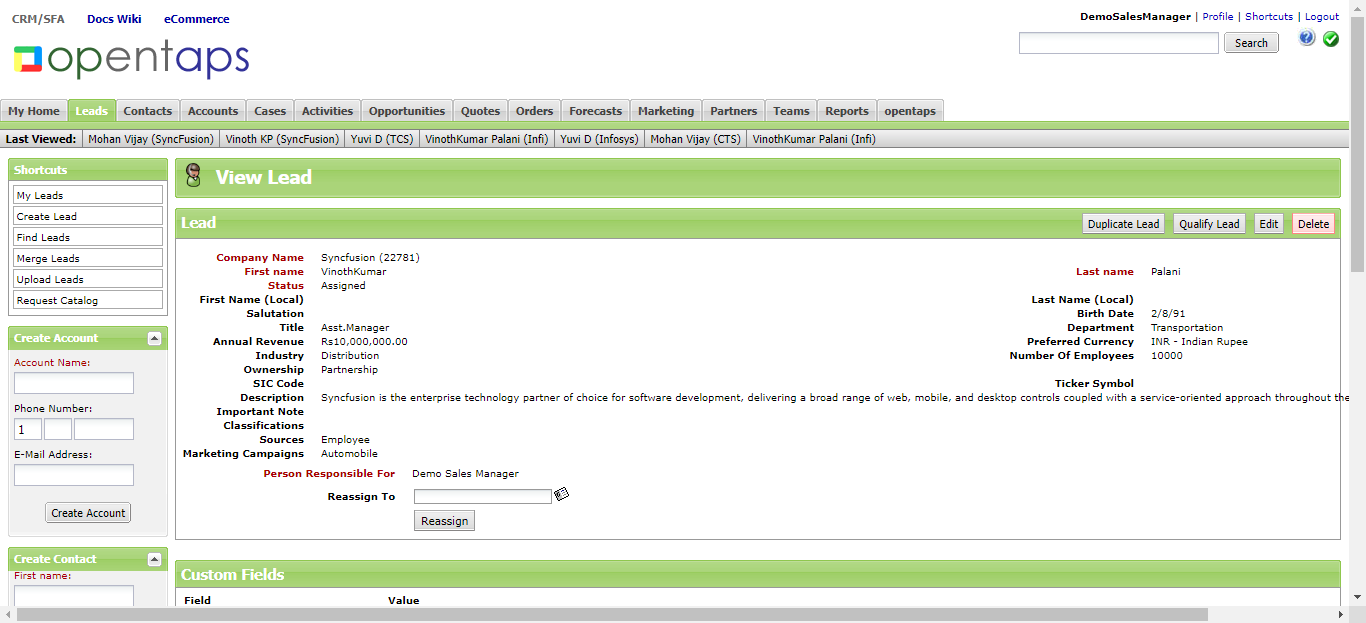 CRM/SFA Docs Wiki eCommerce
DemoSalesManager | Profile | Shortcuts | Logout
opentaps
Search
My Home Leads Contacts Accounts Cases Activities Opportunities Quotes Orders Forecasts Marketing Partners Teams Reports opentaps
Last Viewed: Mohan Vijay (SyncFusion) Vinoth KP (SyncFusion) Yuvi D (TCS) VinothKumar Palani (Infi) Yuvi D (Infosys) Mohan Vijay (CTS) VinothKumar Palani (Infi)
Shortcuts
My Leads
Create Lead
Find Leads
Merge Leads
Upload Leads
Request Catalog
Create Account
Account Name:
Phone Number:
1
E-Mail Address:
Create Account
Create Contact
First name:
View Lead
Lead
Duplicate Lead Qualify Lead Edit Delete
Company Name Syncfusion (22781)
First name VinothKumar Last name Palani
Status Assigned
First Name (Local) Last Name (Local)
Salutation Birth Date 2/8/91
Title Asst.Manager Department Transportation
Annual Revenue Rs10,000,000.00 Preferred Currency INR - Indian Rupee
Industry Distribution Number Of Employees 10000
Ownership Partnership
SIC Code Ticker Symbol
Description Syncfusion is the enterprise technology partner of choice for software development, delivering a broad range of web, mobile, and desktop controls coupled with a service-oriented approach throughout the
Important Note
Classifications
Sources Employee
Marketing Campaigns Automobile
Person Responsible For Demo Sales Manager
Reassign To
Reassign
Custom Fields
Field Value